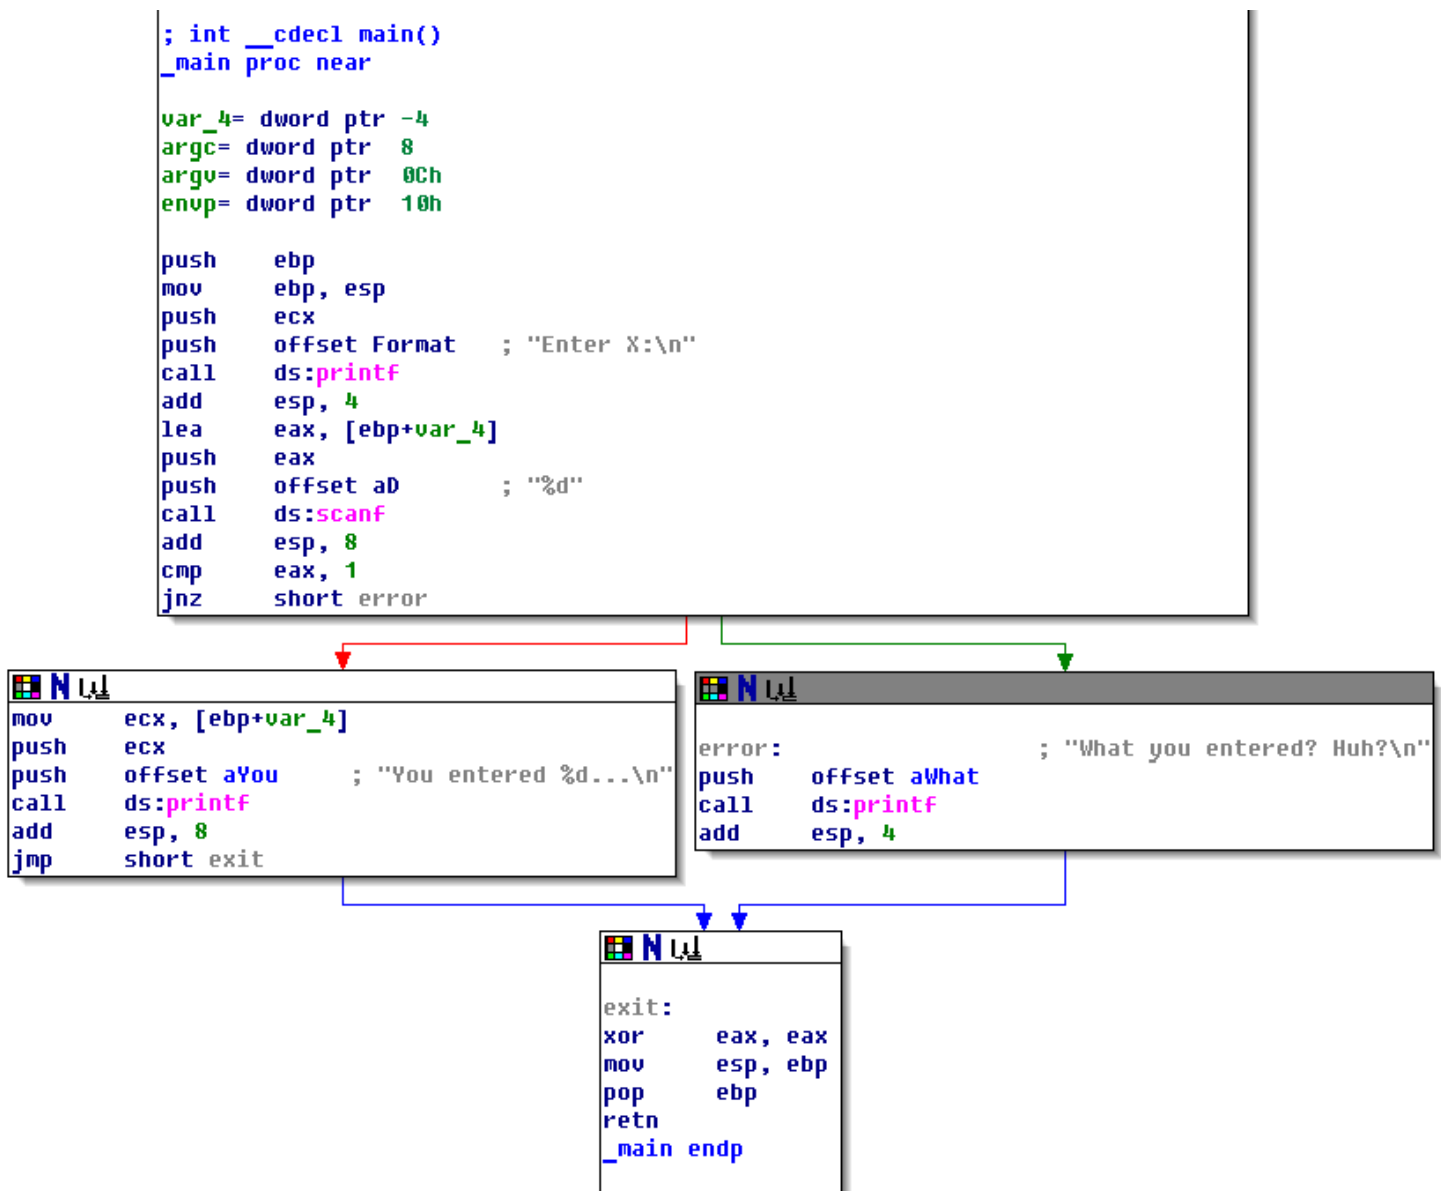 ; int __cdecl main()
_main proc near
var_4= dword ptr -4
argc= dword ptr  8
argv= dword ptr  0Ch
envp= dword ptr  10h
push    ebp
mov     ebp, esp
push    ecx
push    offset Format   ; "Enter X:\n"
call    ds:printf
add     esp, 4
lea     eax, [ebp+var_4]
push    eax
push    offset aD       ; "%d"
call    ds:scanf
add     esp, 8
cmp     eax, 1
jnz     short error
N
mov     ecx, [ebp+var_4]
push    ecx
push    offset aYou     ; "You entered %d...\n"
call    ds:printf
add     esp, 8
jmp     short exit
N
error:                  ; "What you entered? Huh?\n"
push    offset aWhat
call    ds:printf
add     esp, 4
N
exit:
xor     eax, eax
mov     esp, ebp
pop     ebp
retn
_main endp